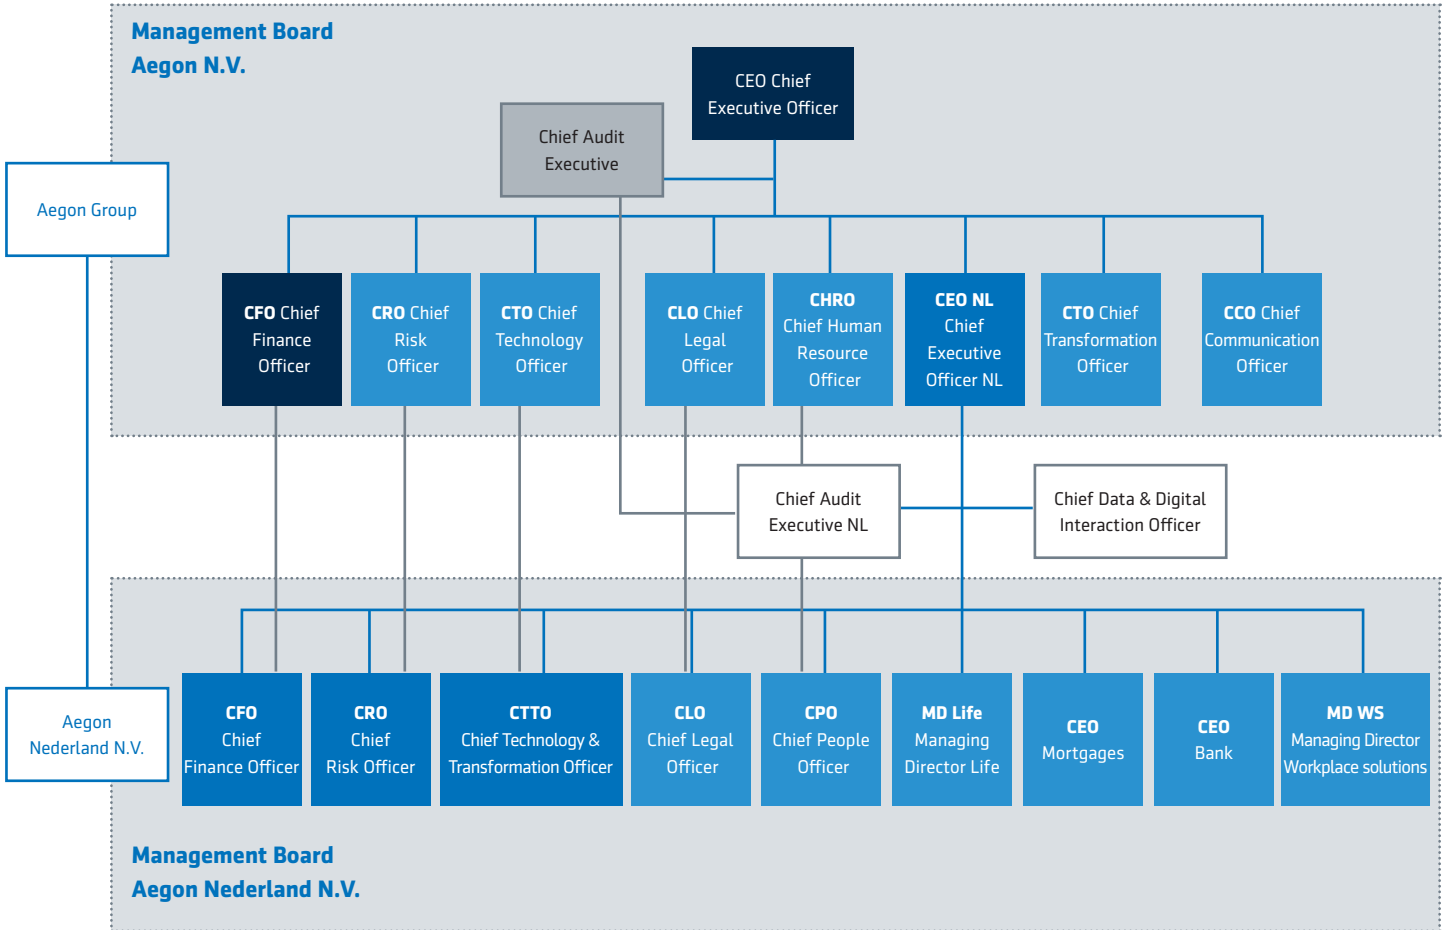 Management Board
Aegon N.V.
CEO Chief
Executive Officer
Chief Audit
Executive
Aegon Group
CFO Chief
Finance
Officer
CRO Chief
Risk
Officer
CTO Chief
Technology
Officer
CLO Chief
Legal
Officer
CHRO
Chief Human
Resource
Officer
CEO NL
Chief
Executive
Officer NL
CTO Chief
Transformation
Officer
CCO Chief
Communication
Officer
Chief Audit
Executive NL
Chief Data & Digital
Interaction Officer
Aegon
Nederland N.V.
CFO
Chief
Finance Officer
CRO
Chief
Risk Officer
CTTO
Chief Technology &
Transformation Officer
CLO
Chief Legal
Officer
CPO
Chief People
Officer
MD Life
Managing
Director Life
CEO
Mortgages
CEO
Bank
MD WS
Managing Director
Workplace solutions
Management Board
Aegon Nederland N.V.